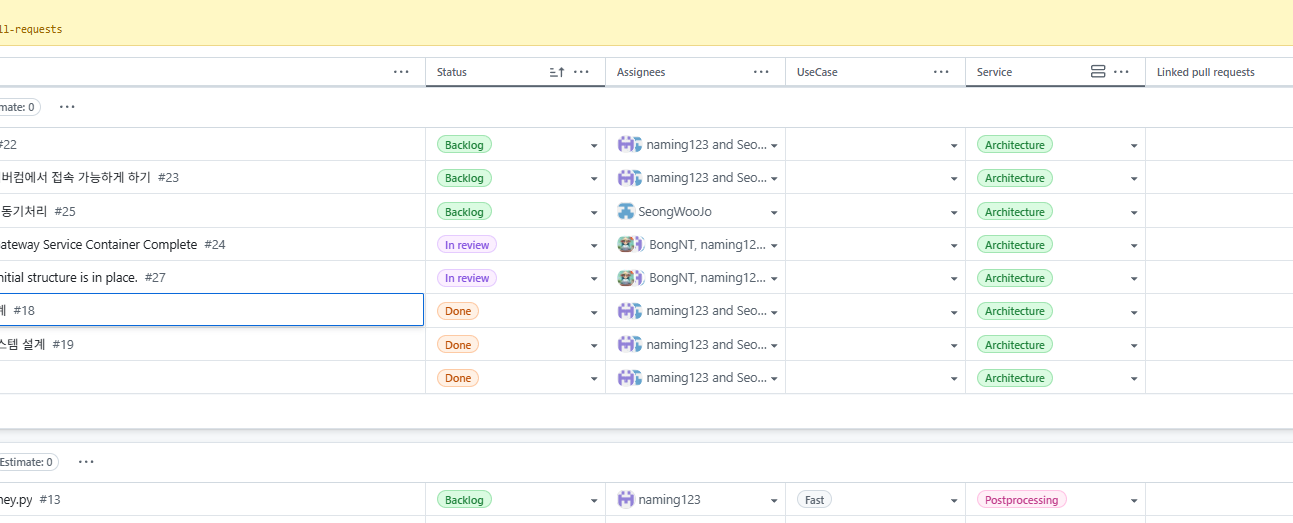 ll-requests
Status Assignees UseCase Service Linked pull requests
mate: 0
#22 Backlog naming123 and Seo... Architecture
버컴에서 접속 가능하게 하기 #23 Backlog naming123 and Seo... Architecture
동기처리 #25 Backlog SeongWooJo Architecture
ateway Service Container Complete #24 In review BongNT, naming12... Architecture
nitial structure is in place. #27 In review BongNT, naming12... Architecture
#18 Done naming123 and Seo... Architecture
스템 설계 #19 Done naming123 and Seo... Architecture
Done naming123 and Seo... Architecture
Estimate: 0
ney.py #13 Backlog naming123 Fast Postprocessing